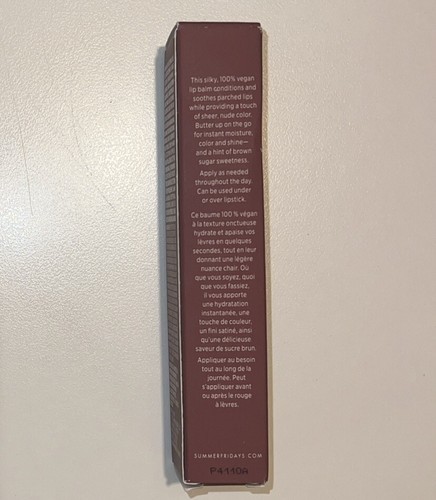 This silky, 100% vegan
lip balm conditions and
soothes parched lips
while providing a touch
of sheer, nude color.
Butter up on the go
for instant moisture,
color and shine—
and a hint of brown
sugar sweetness.
Apply as needed
throughout the day.
Can be used under
or over lipstick.
Ce baume 100 % végan
à la texture onctueuse
hydrate et apaise vos
lèvres en quelques
secondes, tout en leur
donnant une légère
nuance chair. Où
que vous soyez, quoi
que vous fassiez,
il vous apporte
une hydratation
instantanée, une
touche de couleur,
un fini satiné, ainsi
qu'une délicieuse
saveur de sucre brun.
Appliquer au besoin
tout au long de la
journée. Peut
s'appliquer avant
ou après le rouge
à lèvres.
SUMMERFRIDAYS.COM
P4110A